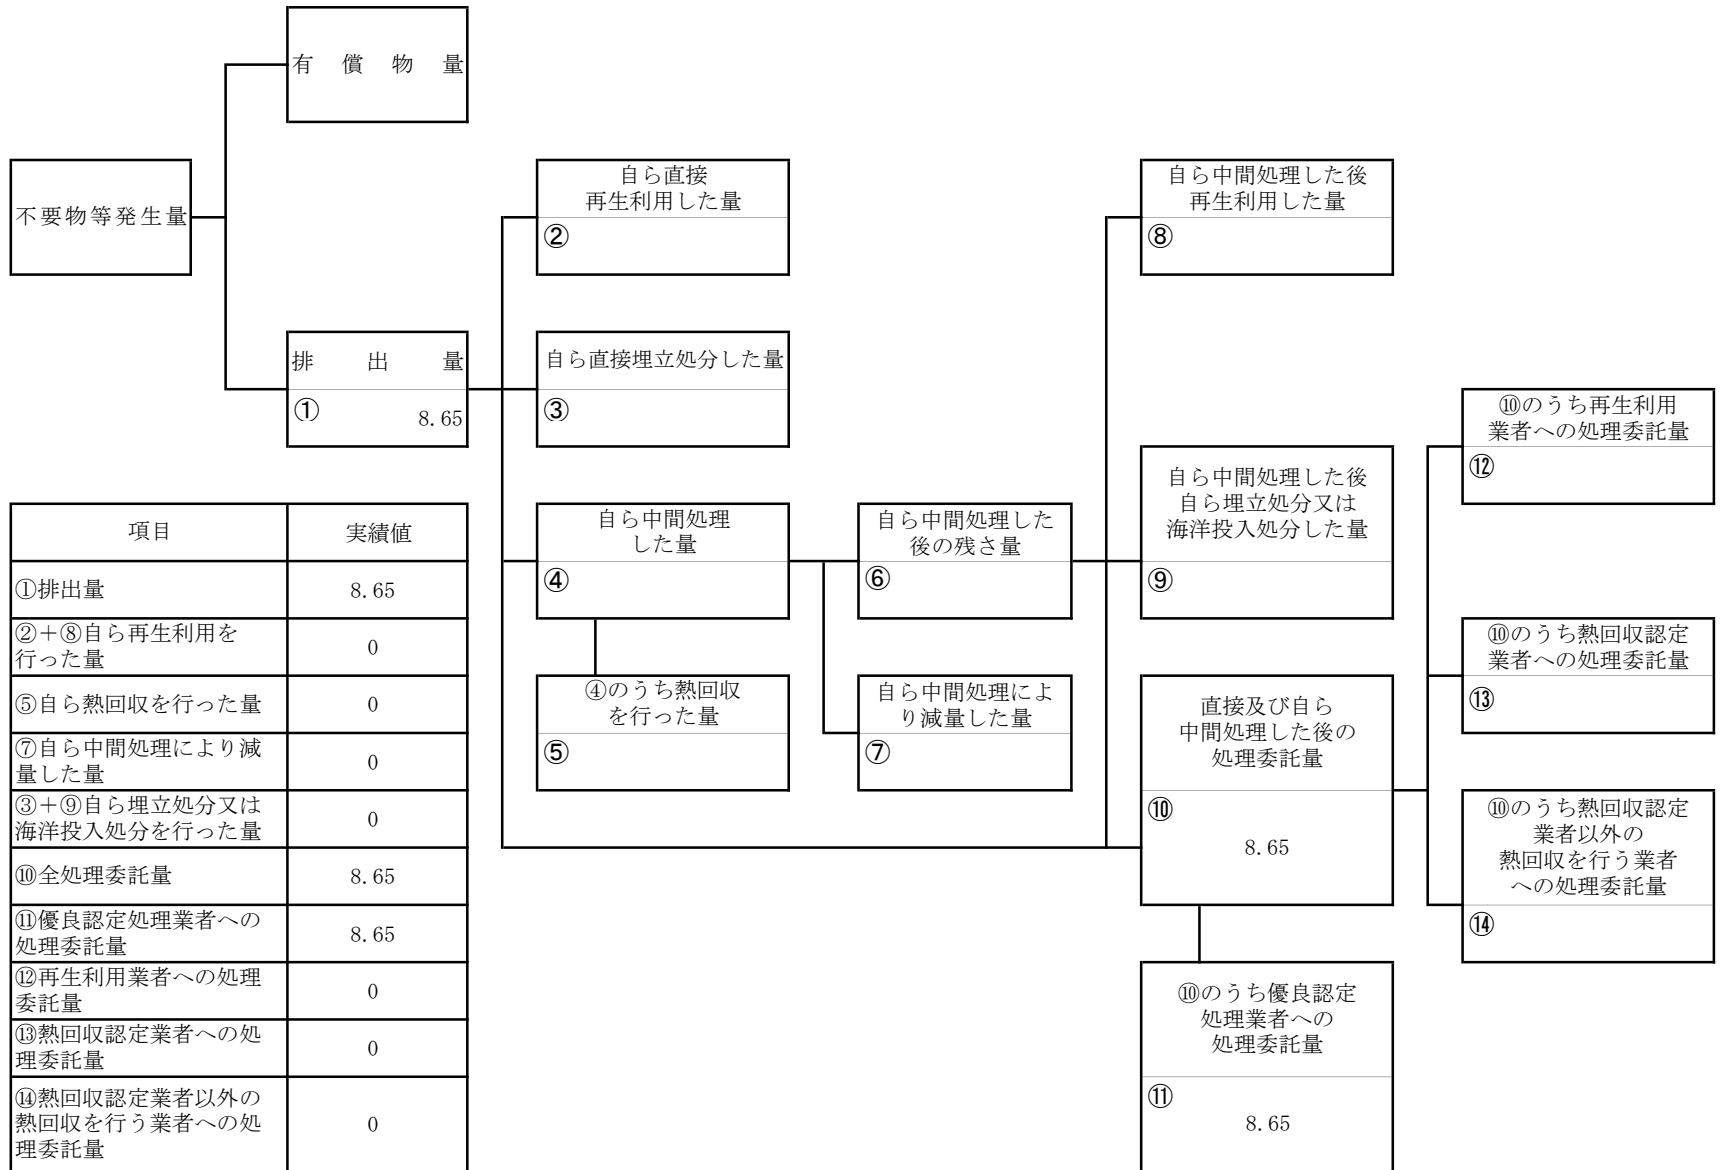 有償物量
不要物等発生量
自ら直接
再生利用した量
②
自ら中間処理した後
再生利用した量
⑧
排出量
①
8.65
自ら直接埋立処分した量
③
⑩のうち再生利用
業者への処理委託量
⑫
自ら中間処理
した量
④
自ら中間処理した
後の残さ量
⑥
自ら中間処理した後
自ら埋立処分又は
海洋投入処分した量
⑨
⑩のうち熱回収認定
業者への処理委託量
⑬
④のうち熱回収
を行った量
⑤
自ら中間処理によ
り減量した量
⑦
直接及び自ら
中間処理した後の
処理委託量
⑩
8.65
⑩のうち熱回収認定
業者以外の
熱回収を行う業者
への処理委託量
⑭
⑩のうち優良認定
処理業者への
処理委託量
⑪
8.65
項目 実績値
①排出量 8.65
②+⑧自ら再生利用を
行った量
0
⑤自ら熱回収を行った量 0
⑦自ら中間処理により減
量した量
0
③+⑨自ら埋立処分又は
海洋投入処分を行った量
0
⑩全処理委託量 8.65
⑪優良認定処理業者への
処理委託量
8.65
⑫再生利用業者への処理
委託量
0
⑬熱回収認定業者への処
理委託量
0
⑭熱回収認定業者以外の
熱回収を行う業者への処
理委託量
0